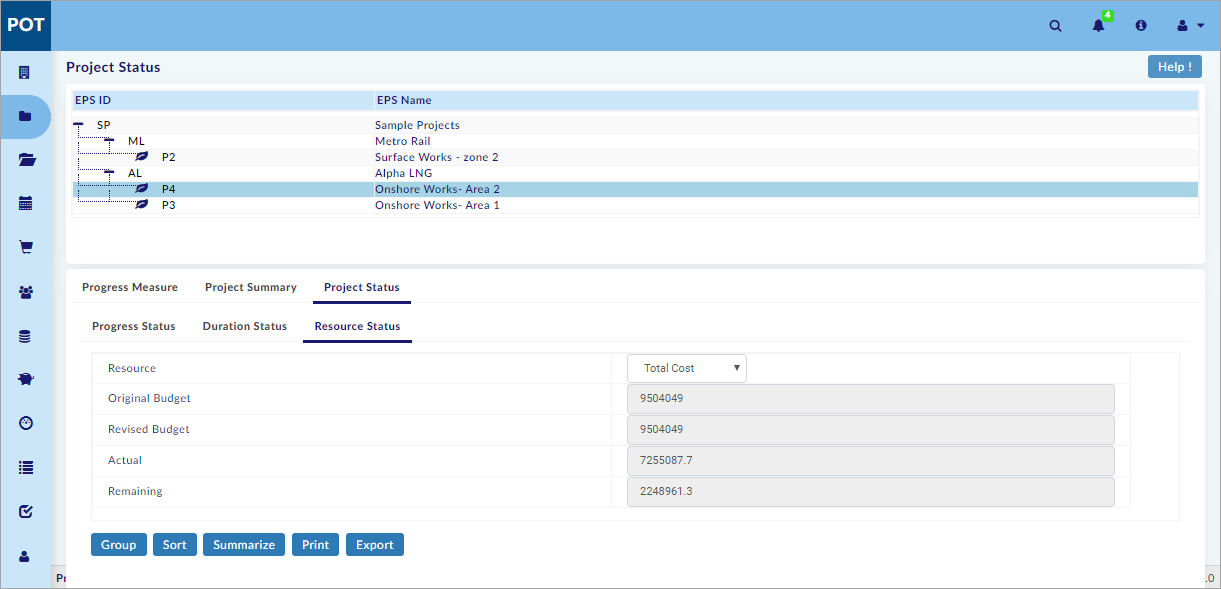 POT
4
Project Status
Help !
EPS ID EPS Name
SP Sample Projects
ML Metro Rail
P2 Surface Works - zone 2
AL Alpha LNG
P4 Onshore Works- Area 2
P3 Onshore Works- Area 1
Progress Measure Project Summary Project Status
Progress Status Duration Status Resource Status
Resource Total Cost
Original Budget 9504049
Revised Budget 9504049
Actual 7255087.7
Remaining 2248961.3
Group Sort Summarize Print Export
Pr .0